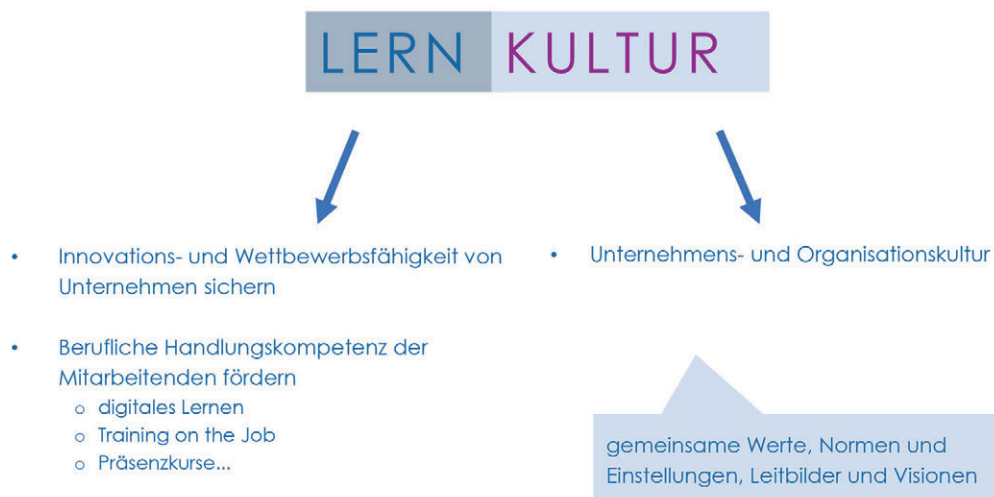 LERN KULTUR
• Innovations- und Wettbewerbsfähigkeit von
Unternehmen sichern
• Berufliche Handlungskompetenz der
Mitarbeitenden fördern
o digitales Lernen
o Training on the Job
o Präsenzkurse...
• Unternehmens- und Organisationskultur
gemeinsame Werte, Normen und
Einstellungen, Leitbilder und Visionen